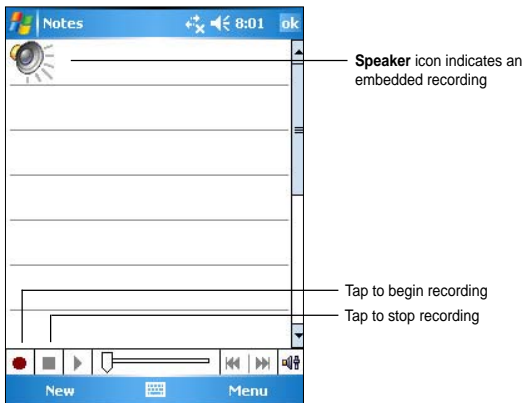 Notes 8:01 ok
Speaker icon indicates an
embedded recording
Tap to begin recording
Tap to stop recording
New Menu